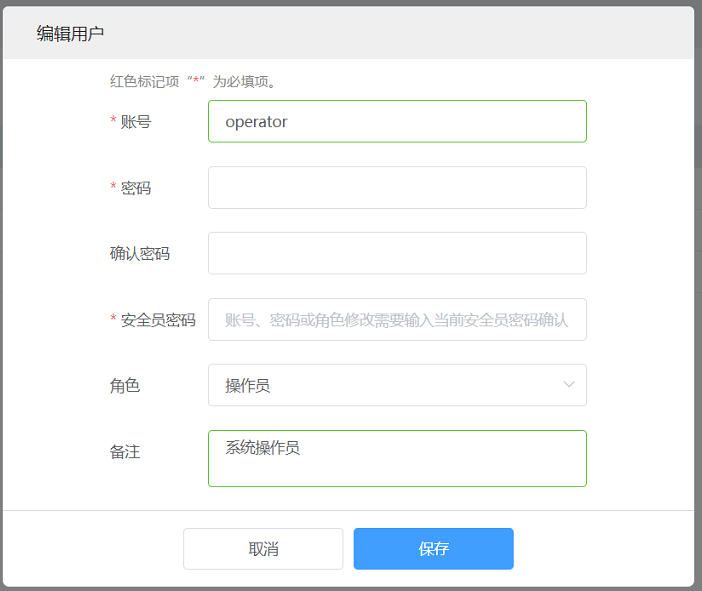 编辑用户
红色标记项“*”为必填项。
* 账号 operator
* 密码
确认密码
* 安全员密码 账号、密码或角色修改需要输入当前安全员密码确认
角色 操作员
备注 系统操作员
取消 保存